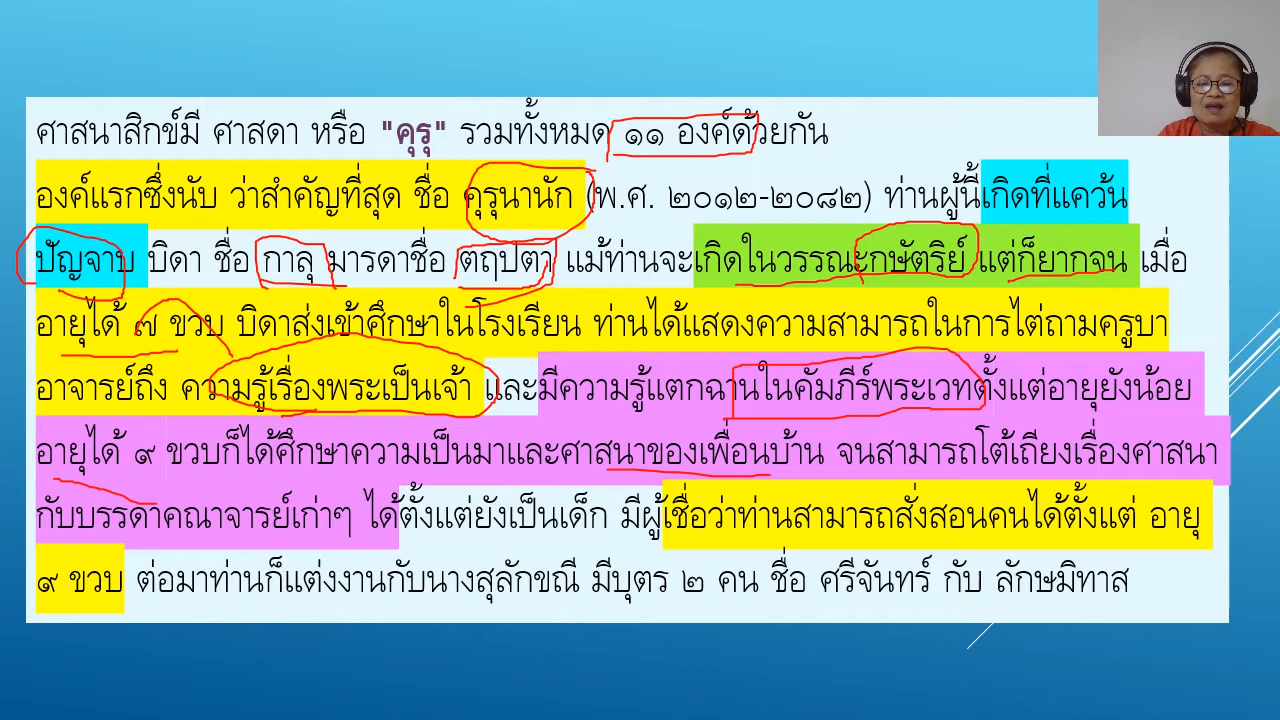 ศาสนาสิกข์มี ศาสดา หรือ "คุรุ" รวมทั้งหมด ๑๑ องค์ด้วยกัน
องค์แรกซึ่งนับ ว่าสำคัญที่สุด ชื่อ คุรุนานัก (พ.ศ. ๒๐๑๒-๒๐๘๒) ท่านผู้นี้เกิดที่แคว้น
ปัญจาบ บิดา ชื่อ กาลุ มารดาชื่อ ตฤปตา แม้ท่านจะเกิดในวรรณะกษัตริย์ แต่ก็ยากจน เมื่อ
อายุได้ ๗ ขวบ บิดาส่งเข้าศึกษาในโรงเรียน ท่านได้แสดงความสามารถในการไต่ถามครูบา
อาจารย์ถึง ความรู้เรื่องพระเป็นเจ้า และมีความรู้แตกฉานในคัมภีร์พระเวทตั้งแต่อายุยังน้อย
อายุได้ ๙ ขวบก็ได้ศึกษาความเป็นมาและศาสนาของเพื่อนบ้าน จนสามารถโต้เถียงเรื่องศาสนา
กับบรรดาคณาจารย์เก่าๆ ได้ตั้งแต่ยังเป็นเด็ก มีผู้เชื่อว่าท่านสามารถสั่งสอนคนได้ตั้งแต่ อายุ
๙ ขวบ ต่อมาท่านก็แต่งงานกับนางสุลักขณี มีบุตร ๒ คน ชื่อ ศรีจันทร์ กับ ลักษมิทาส